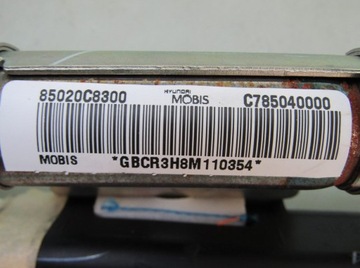 85020C8300 HYUNDAI MOBIS C785040000
MOBIS *GBCR3H8M110354*